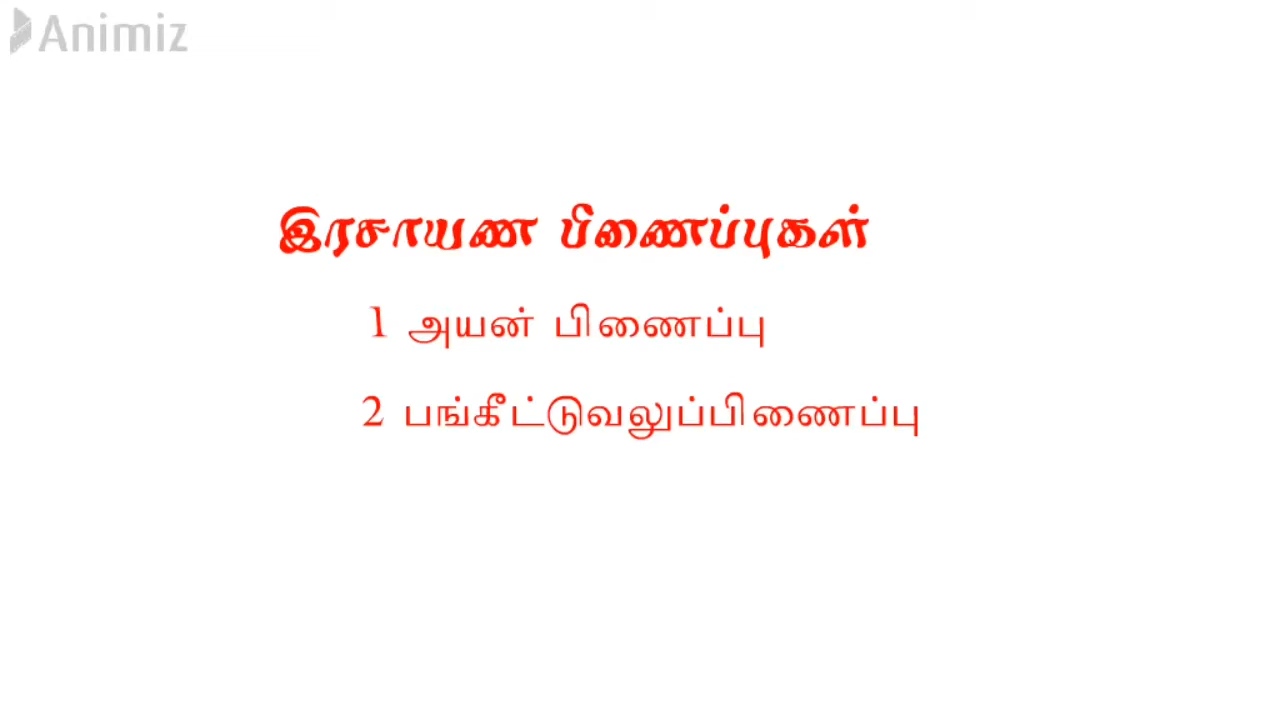 Animiz
இரசாயண பிணைப்புகள்
1 அயன் பிணைப்பு
2 பங்கீட்டுவலுப்பிணைப்பு